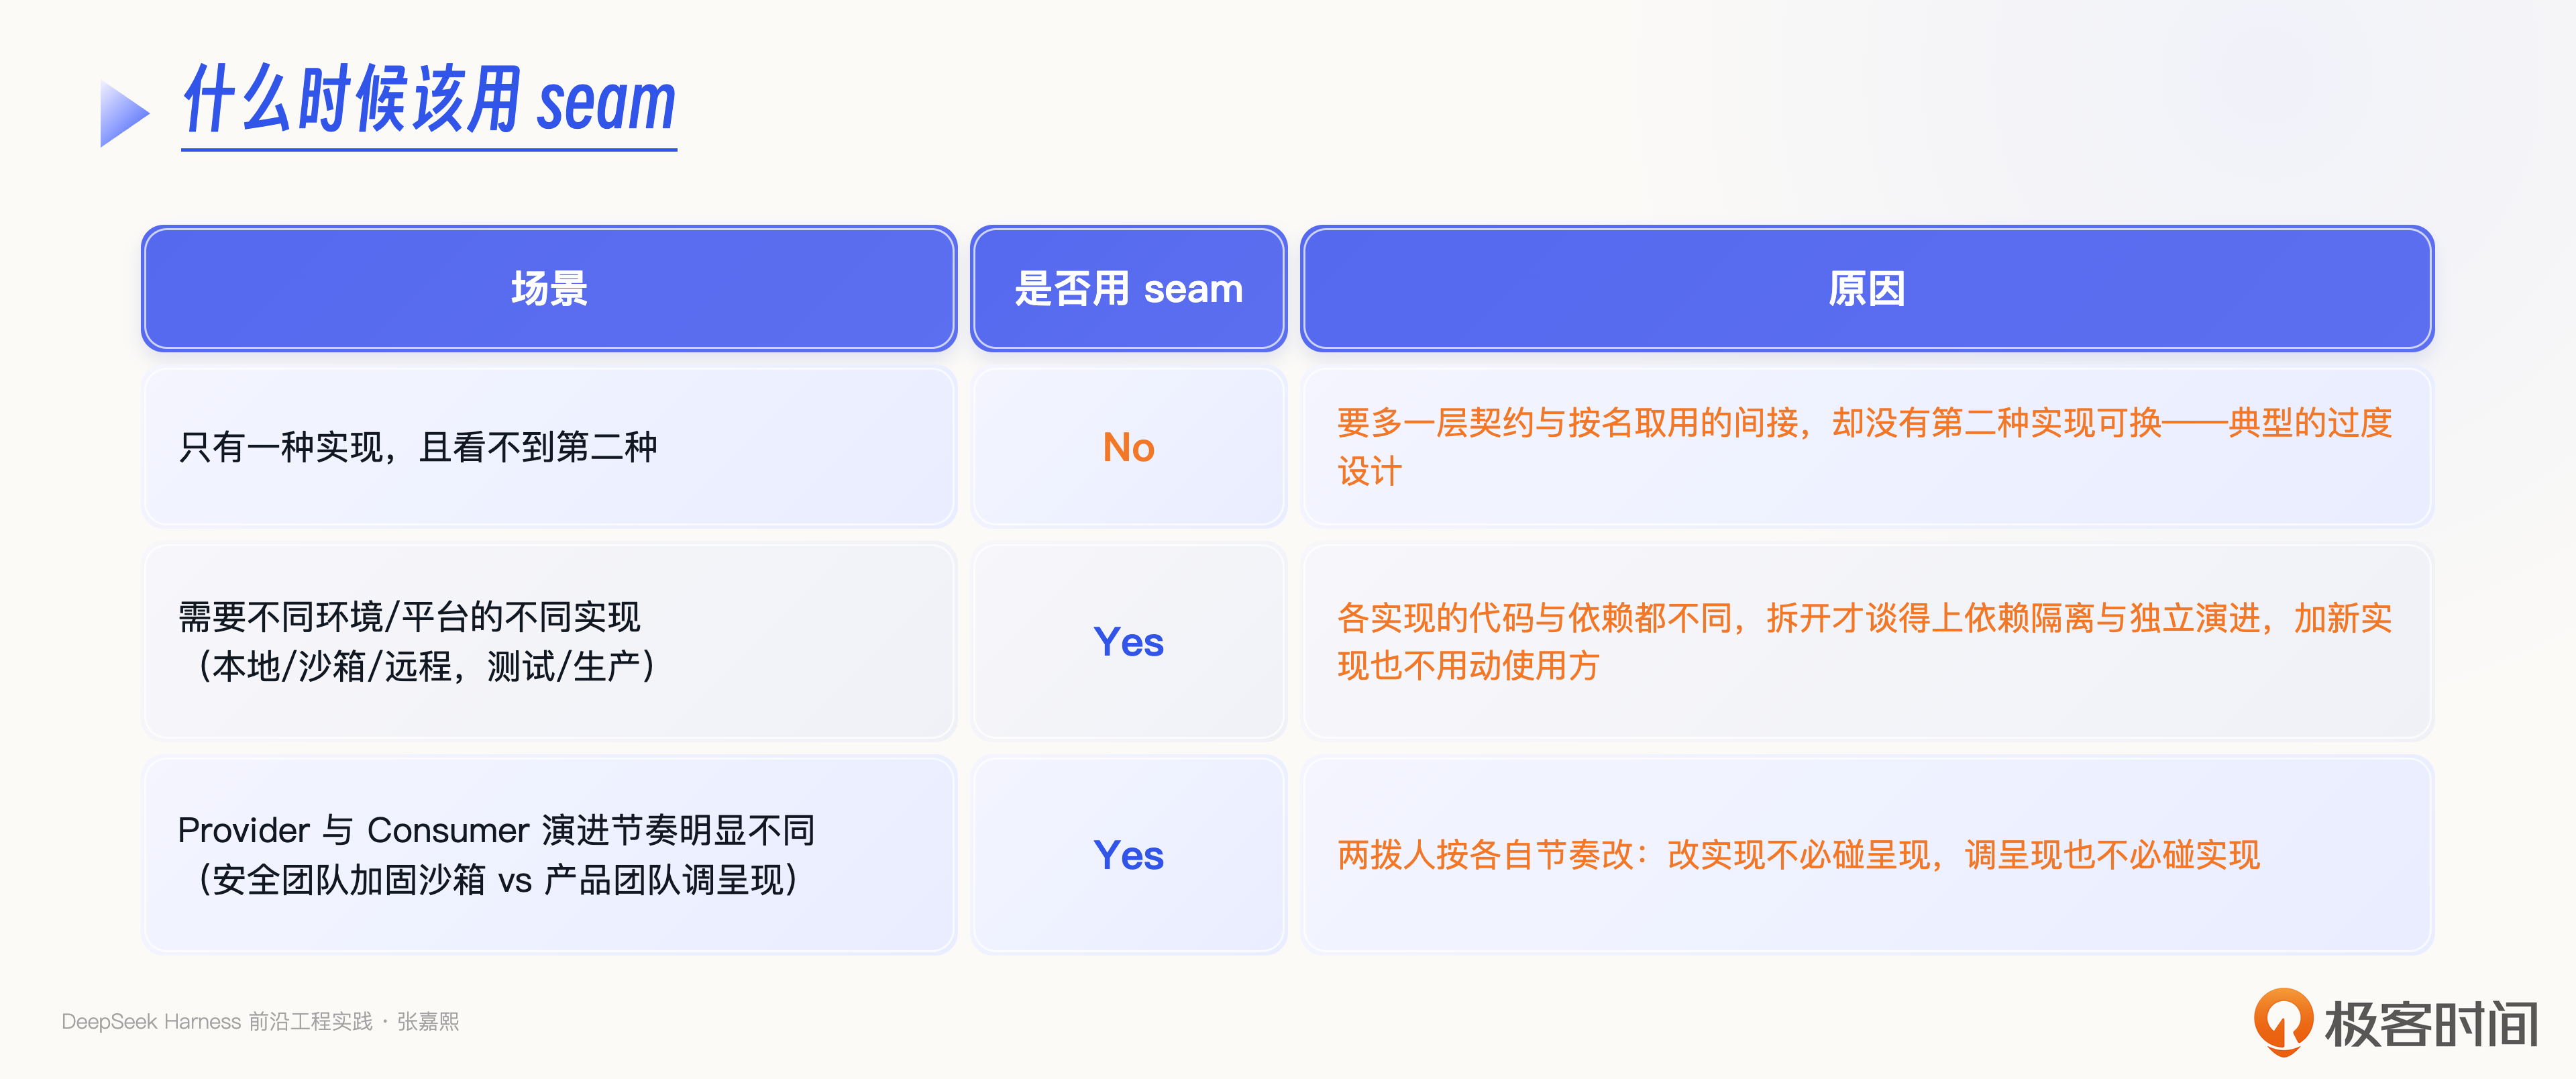 什么时候该用 seam
场景
是否用 seam
原因
只有一种实现，且看不到第二种
No
要多一层契约与按名取用的间接，却没有第二种实现可换——典型的过度
设计
需要不同环境/平台的不同实现
（本地/沙箱/远程，测试/生产）
Yes
各实现的代码与依赖都不同，拆开才谈得上依赖隔离与独立演进，加新实
现也不用动使用方
Provider 与 Consumer 演进节奏明显不同
（安全团队加固沙箱 vs 产品团队调呈现）
Yes
两拨人按各自节奏改：改实现不必碰呈现，调呈现也不必碰实现
DeepSeek Harness 前沿工程实践 · 张嘉熙
极客时间